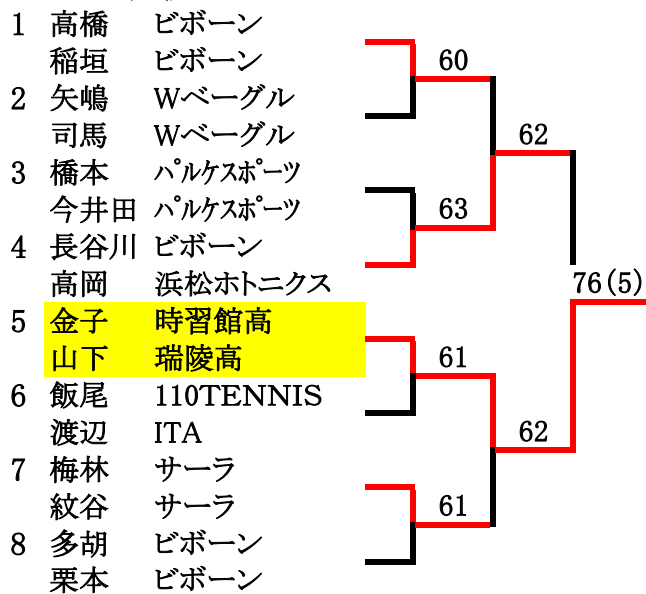 1 高橋 ビボーン
稲垣 ビボーン
60
2 矢嶋 Wベーグル
司馬 Wベーグル
62
3 橋本 パルケスポーツ
今井田 パルケスポーツ
63
4 長谷川 ビボーン
高岡 浜松ホトニクス
76(5)
5 金子 時習館高
山下 瑞陵高
61
6 飯尾 110TENNIS
渡辺 ITA
62
7 梅林 サーラ
紋谷 サーラ
61
8 多胡 ビボーン
栗本 ビボーン